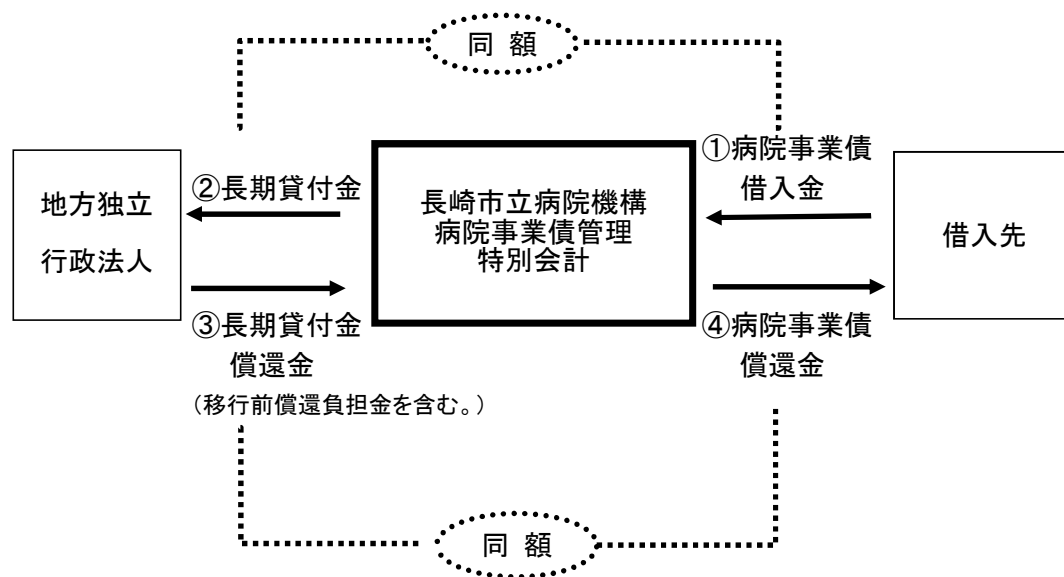 同 額
①病院事業債
借入金
②長期貸付金
地方独立
行政法人
長崎市立病院機構
病院事業債管理
特別会計
借入先
③長期貸付金
償還金
（移行前償還負担金を含む。）
④病院事業債
償還金
同 額